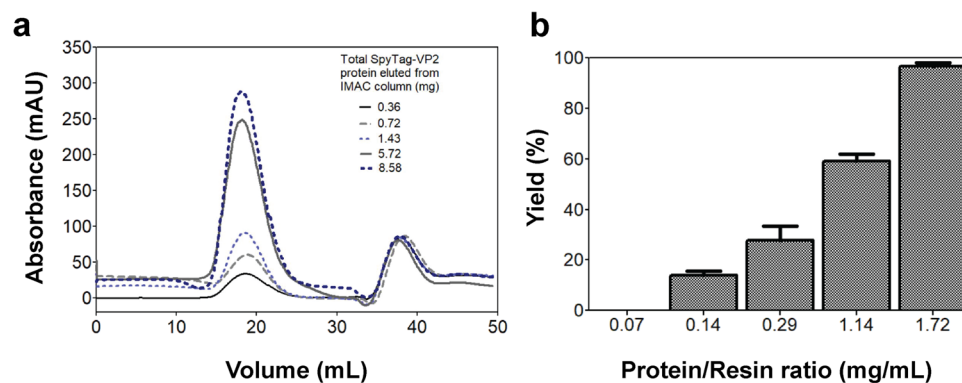 a
350
300
250
200
150
100
50
0
Absorbance (mAU)
Total SpyTag-VP2
protein eluted from
IMAC column (mg)
0.36
0.72
1.43
5.72
8.58
0 10 20 30 40 50
Volume (mL)
b
100
80
60
40
20
0
Yield (%)
0.07 0.14 0.29 1.14 1.72
Protein/Resin ratio (mg/mL)